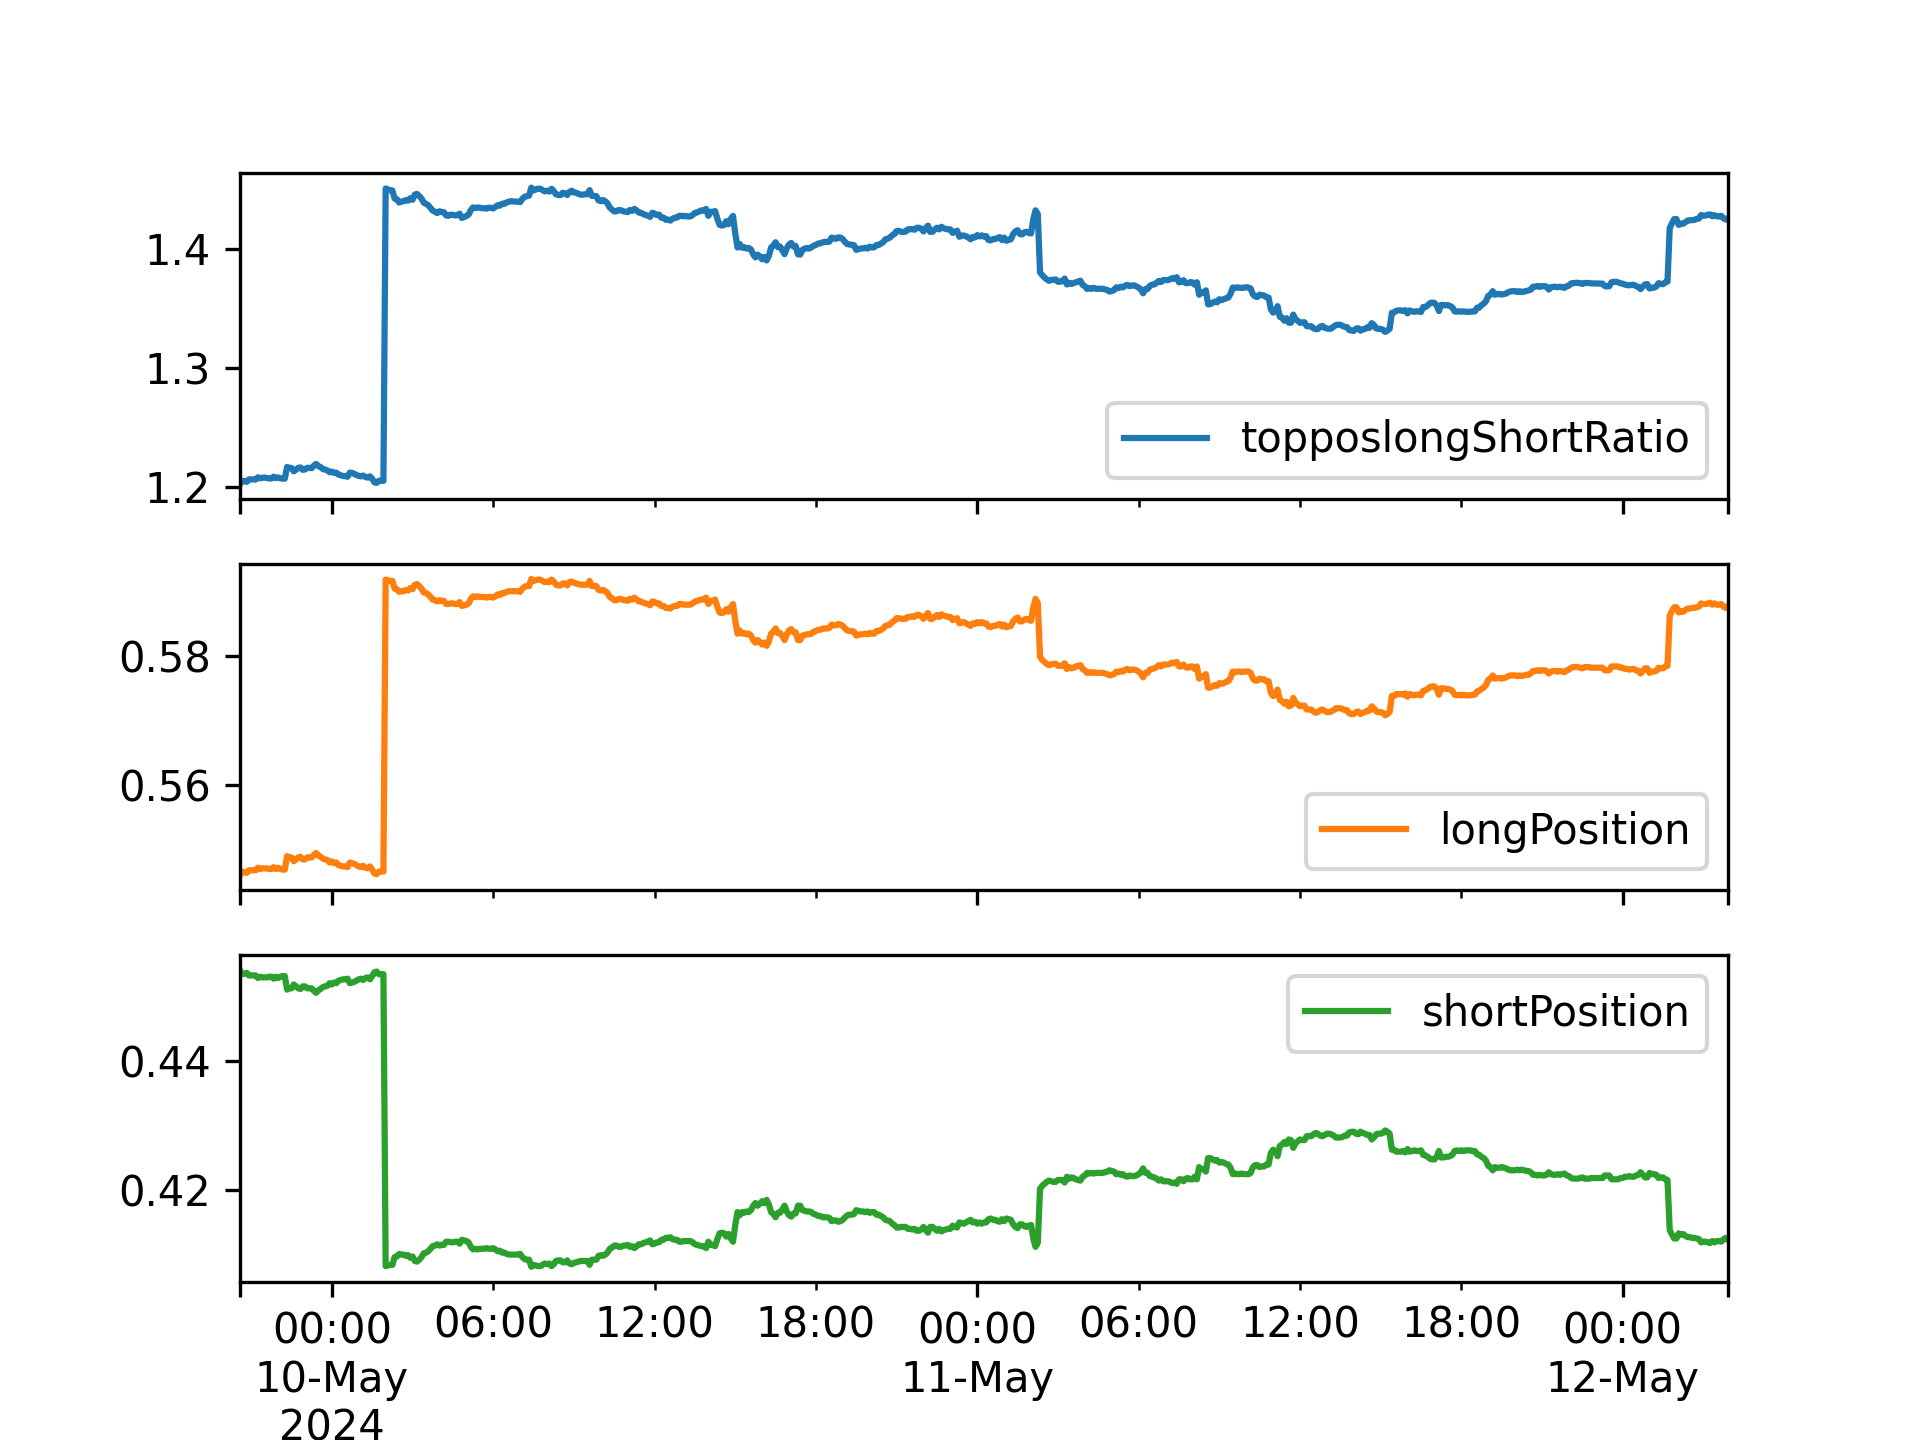 1.4
1.3
1.2
topposlongShortRatio
0.58
0.56
longPosition
0.44
0.42
shortPosition
00:00 06:00 12:00 18:00 00:00 06:00 12:00 18:00 00:00
10-May 11-May 12-May
2024